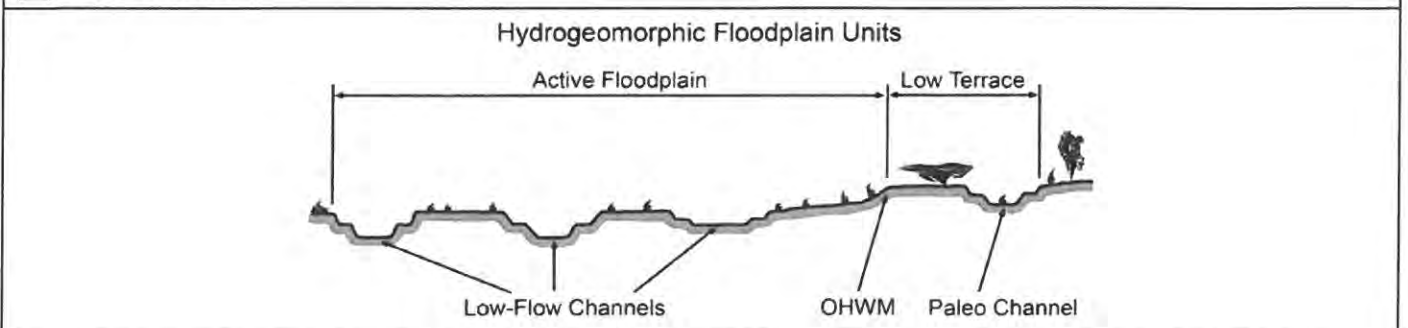 Hydrogeomorphic Floodplain Units
Active Floodplain
Low Terrace
Low-Flow Channels
OHWM
Paleo Channel